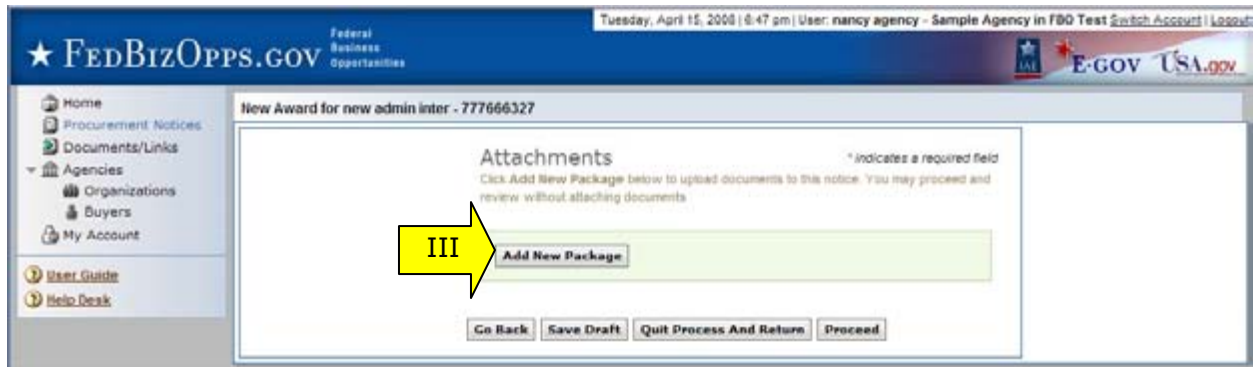 Tuesday, April 15, 2008 | 6:47 pm | User: nancy agency - Sample Agency in FBO Test Switch Account | Logout
★ FEDBIZOPPS.GOV
Federal
Business
Opportunities
IAE
E-GOV
USA.gov
Home
Procurement Notices
Documents/Links
Agencies
Organizations
Buyers
My Account
User Guide
Help Desk
New Award for new admin inter - 777666327
Attachments
* indicates a required field
Click Add New Package below to upload documents to this notice. You may proceed and
review without attaching documents
III
Add New Package
Go Back
Save Draft
Quit Process And Return
Proceed